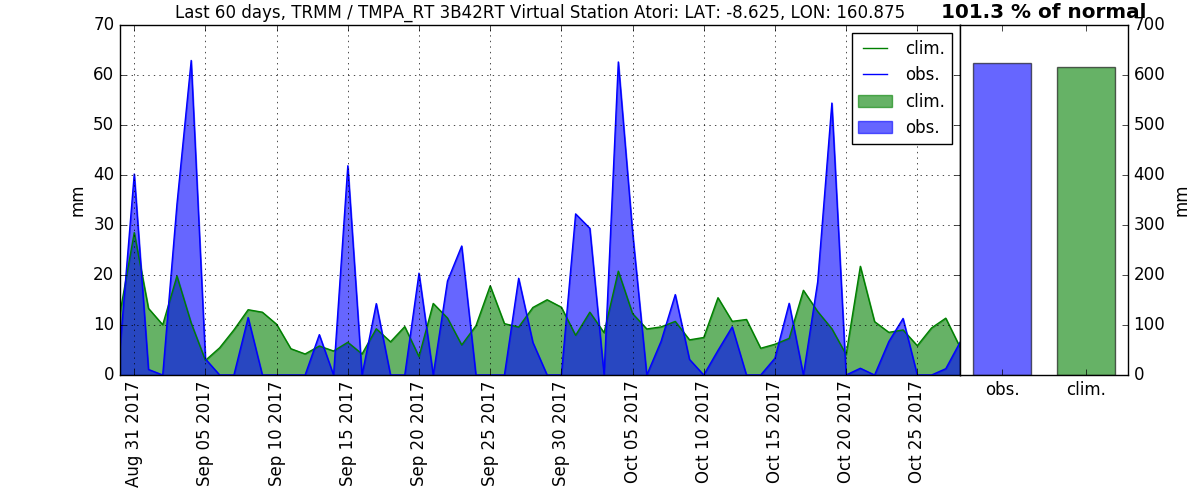 Last 60 days, TRMM / TMPA_RT 3B42RT Virtual Station Atori: LAT: -8.625, LON: 160.875
101.3 % of normal
70
60
50
40
30
20
10
0
mm
clim.
obs.
clim.
obs.
700
600
500
400
300
200
100
0
mm
obs.
clim.
Aug 31 2017
Sep 05 2017
Sep 10 2017
Sep 15 2017
Sep 20 2017
Sep 25 2017
Sep 30 2017
Oct 05 2017
Oct 10 2017
Oct 15 2017
Oct 20 2017
Oct 25 2017